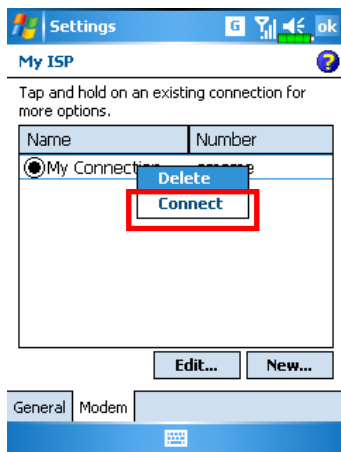 Settings G ok
My ISP ?
Tap and hold on an existing connection for
more options.
Name Number
My
Delete
Connect
Edit... New...
General Modem